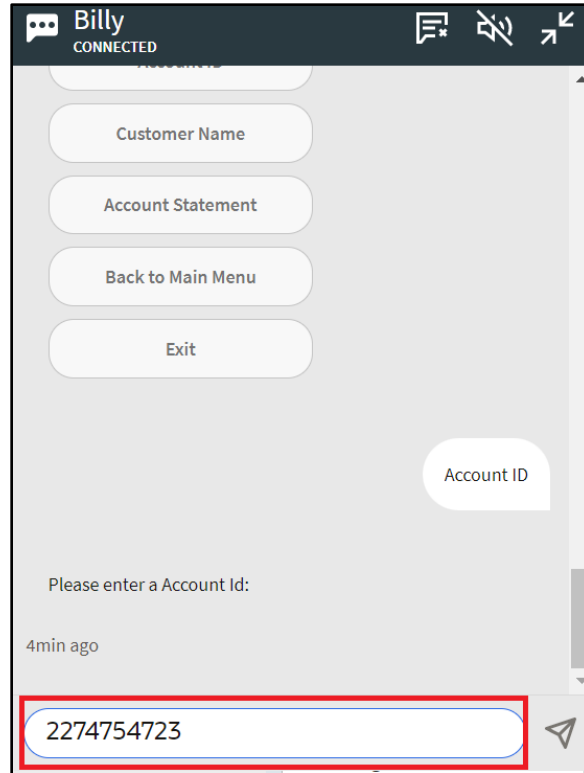 Billy
CONNECTED
Customer Name
Account Statement
Back to Main Menu
Exit
Account ID
Please enter a Account Id:
4min ago
2274754723